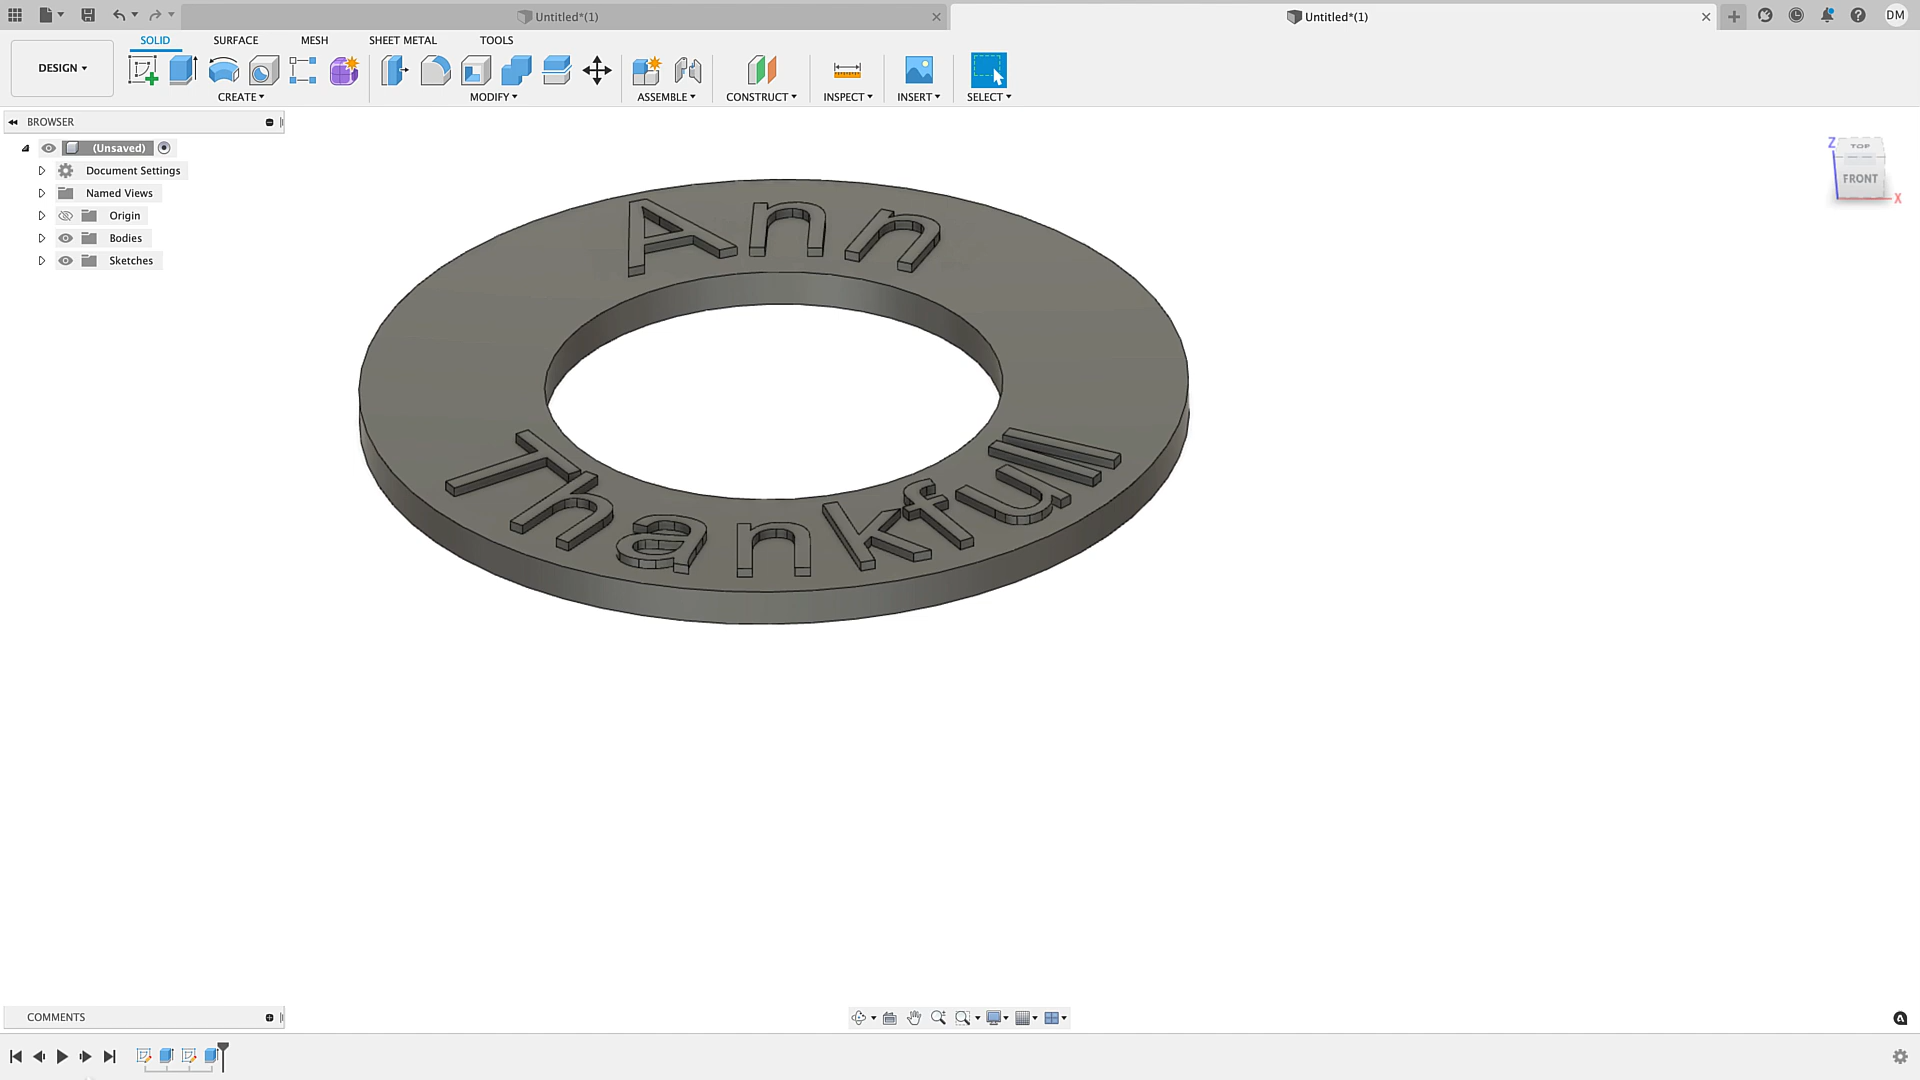 Untitled*(1)
Untitled*(1)
DM
DESIGN
SOLID
SURFACE
MESH
SHEET METAL
TOOLS
CREATE
MODIFY
ASSEMBLE
CONSTRUCT
INSPECT
INSERT
SELECT
BROWSER
(Unsaved)
Document Settings
Named Views
Origin
Bodies
Sketches
Z
TOP
FRONT
X
Ann
Thankfull
COMMENTS